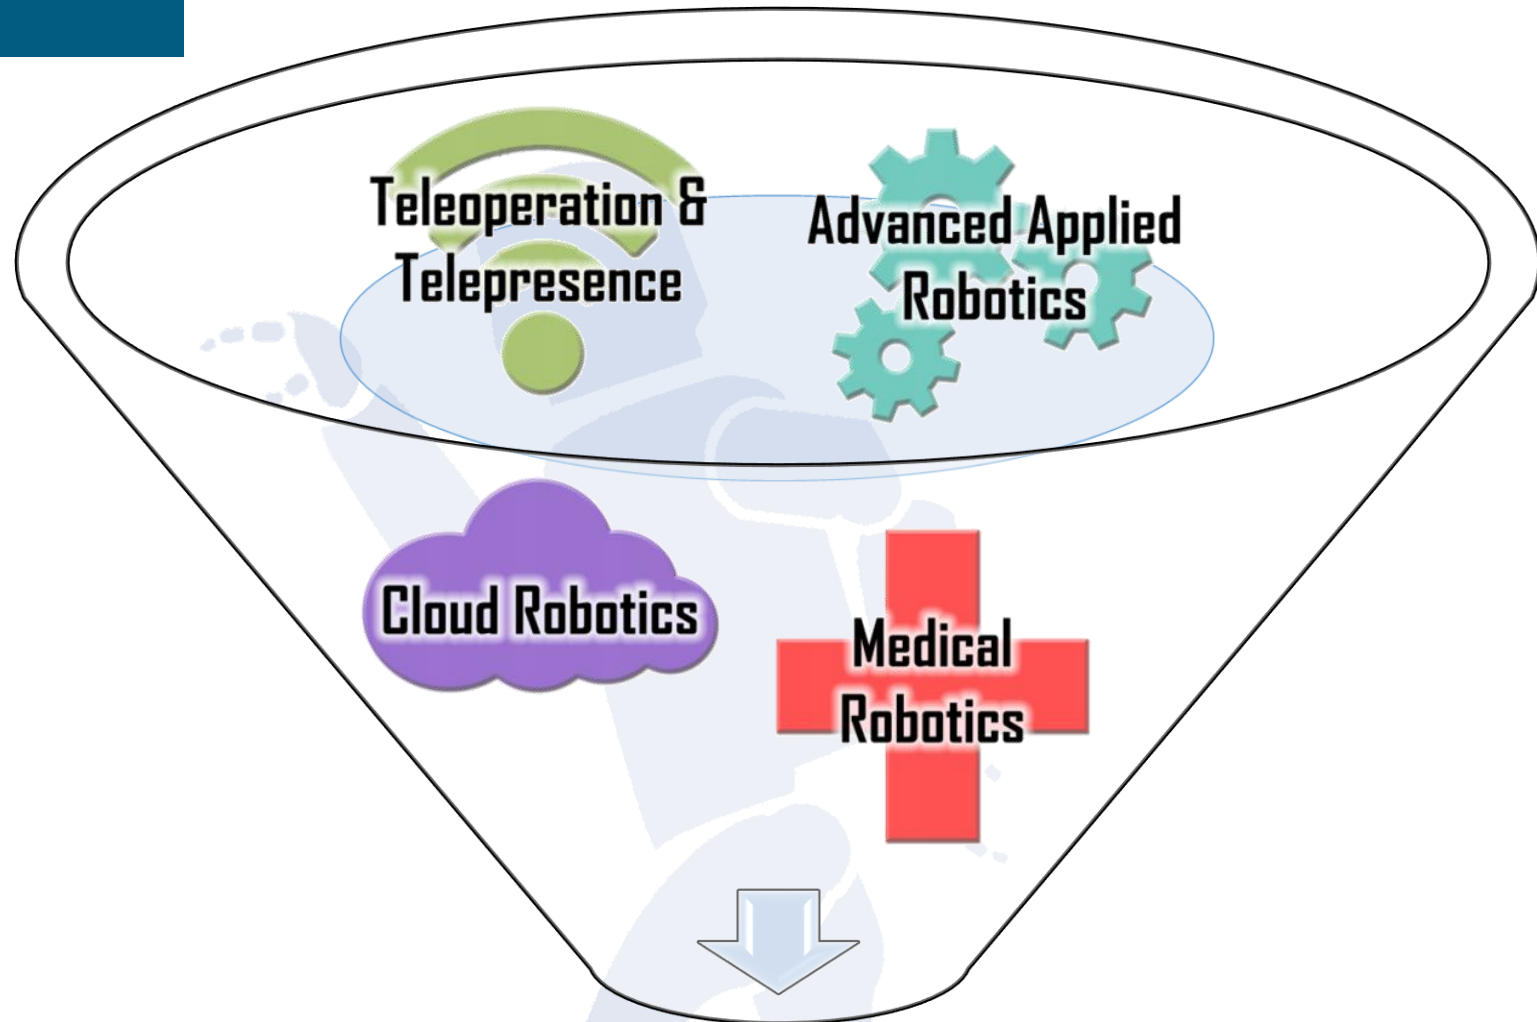 Teleoperation &
Telepresence
Advanced Applied
Robotics
Cloud Robotics
Medical
Robotics